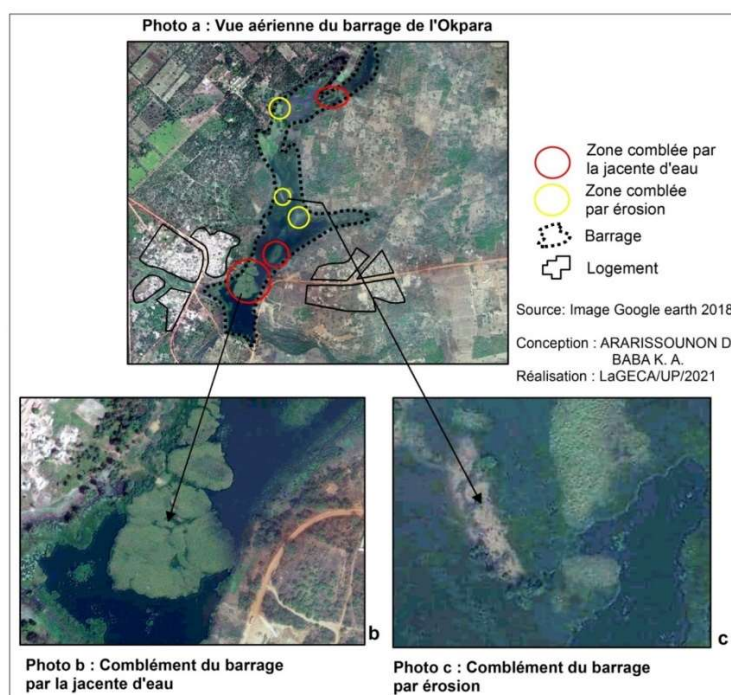 Photo a : Vue aérienne du barrage de l'Okpara
Zone comblée par
la jacente d'eau
Zone comblée
par érosion
Barrage
Logement
Source: Image Google earth 2018
Conception : ARARISSOUNON D
BABA K. A.
Réalisation : LaGECA/UP/2021
b
c
Photo b : Comblément du barrage
par la jacente d'eau
Photo c : Comblément du barrage
par érosion